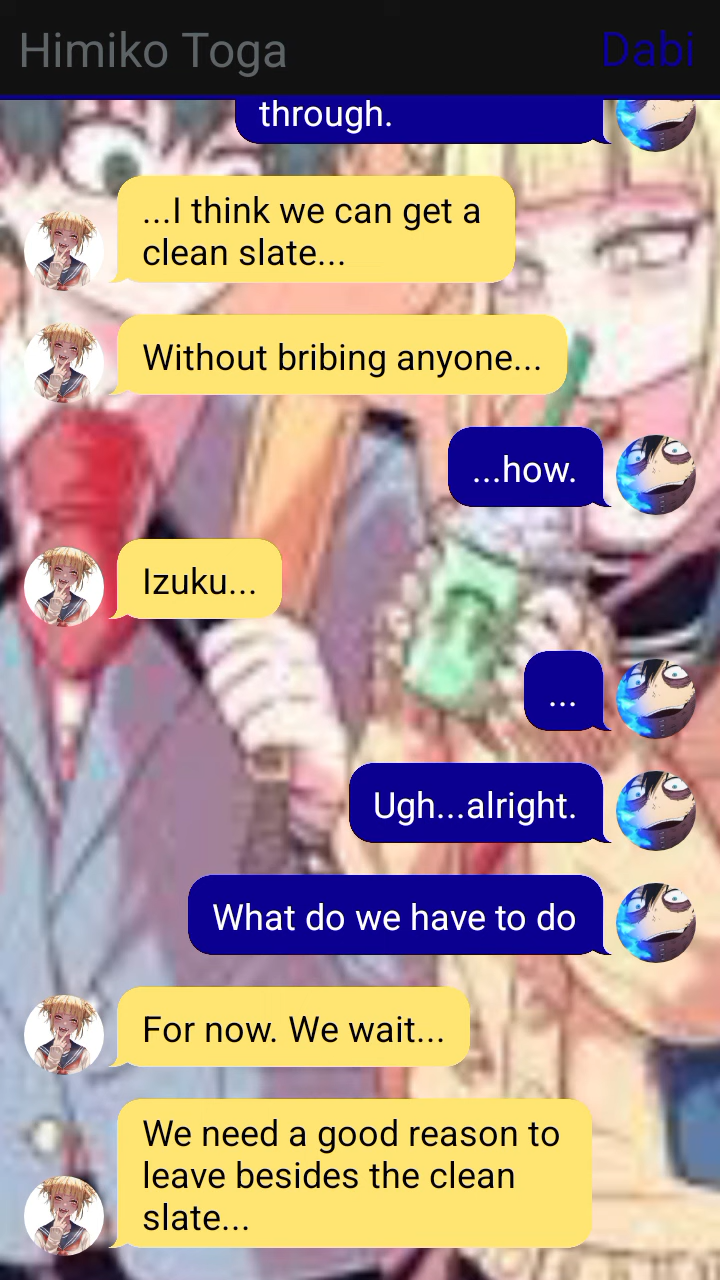 Himiko Toga
Dabi
through.
...I think we can get a
clean slate...
Without bribing anyone...
...how.
Izuku...
...
Ugh...alright.
What do we have to do
For now. We wait...
We need a good reason to
leave besides the clean
slate...